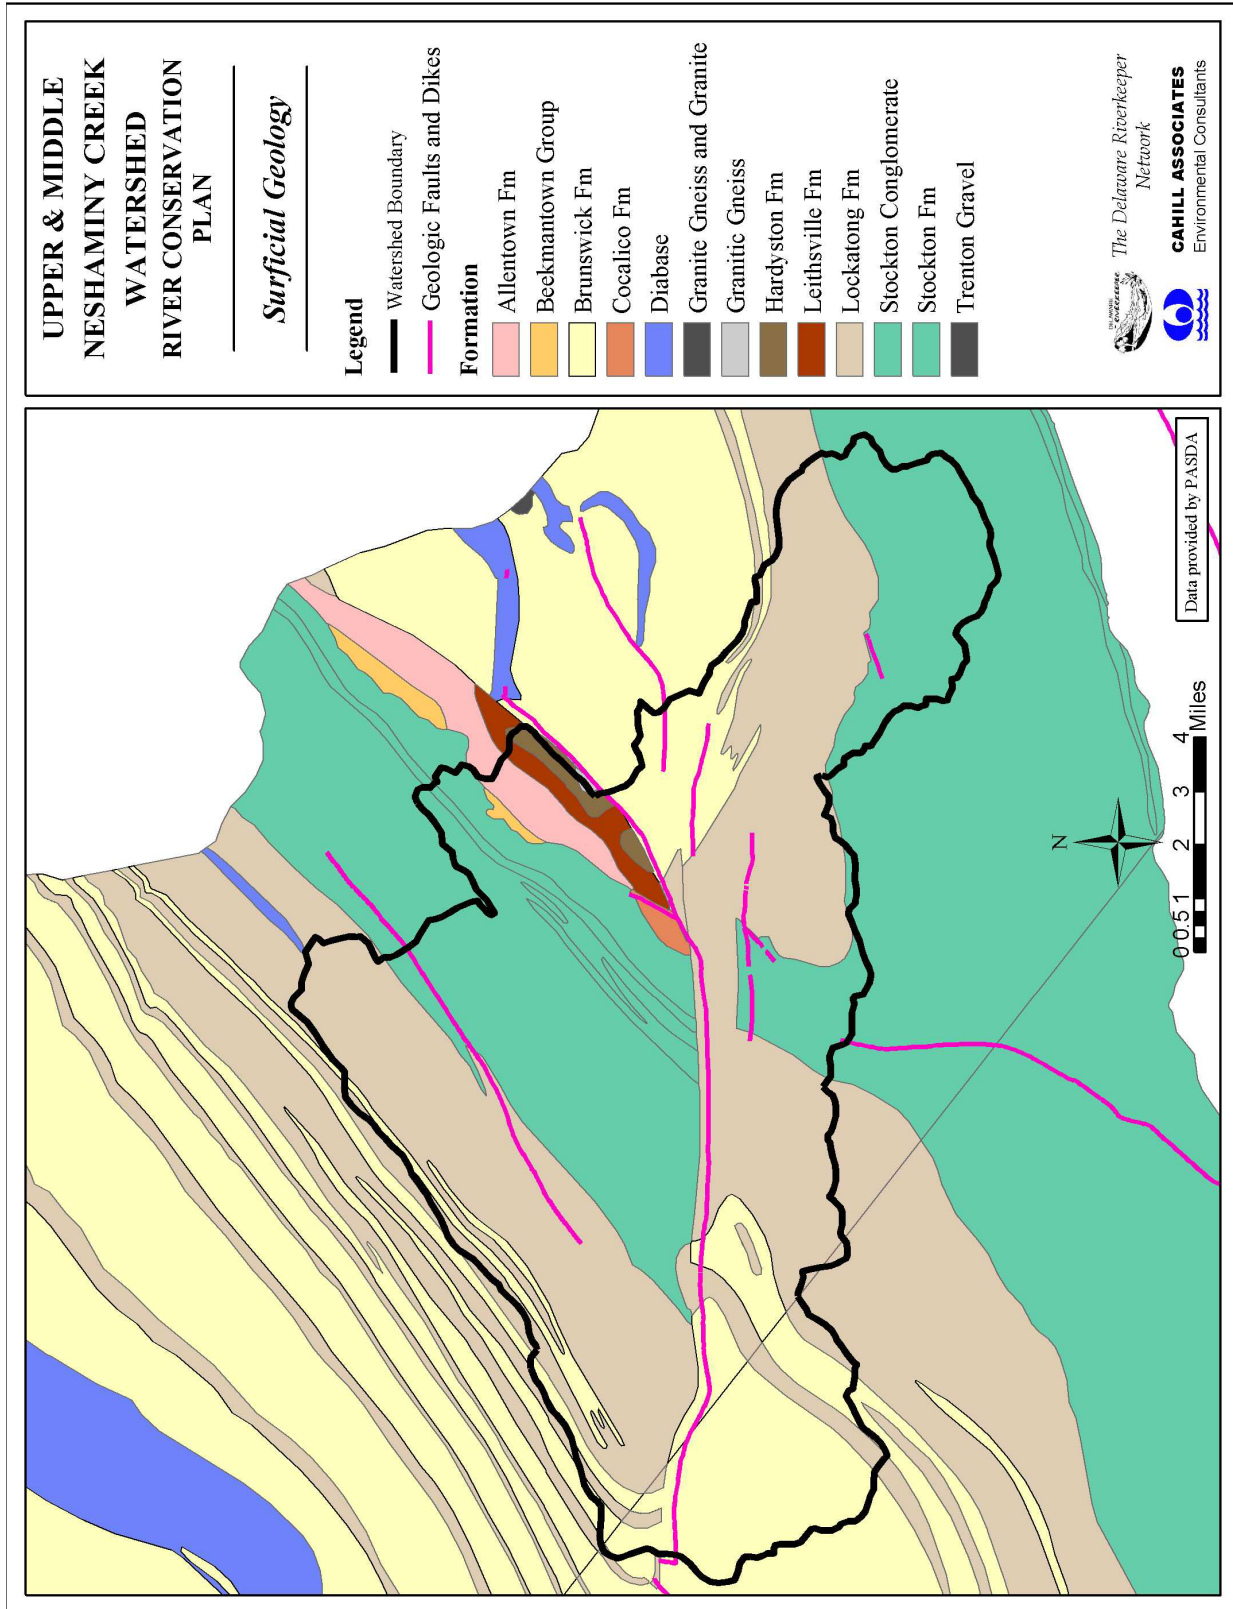 UPPER & MIDDLE
NESHAMINY CREEK
WATERSHED
RIVER CONSERVATION
PLAN
Surficial Geology
Legend
Watershed Boundary
Geologic Faults and Dikes
Formation
Allentown Fm
Beekmantown Group
Brunswick Fm
Cocalico Fm
Diabase
Granite Gneiss and Granite
Granitic Gneiss
Hardyston Fm
Leithsville Fm
Lockatong Fm
Stockton Conglomerate
Stockton Fm
Trenton Gravel
The Delaware Riverkeeper
Network
CAHILL ASSOCIATES
Environmental Consultants
Data provided by PASDA
N
0 0.5 1 2 3 4
Miles